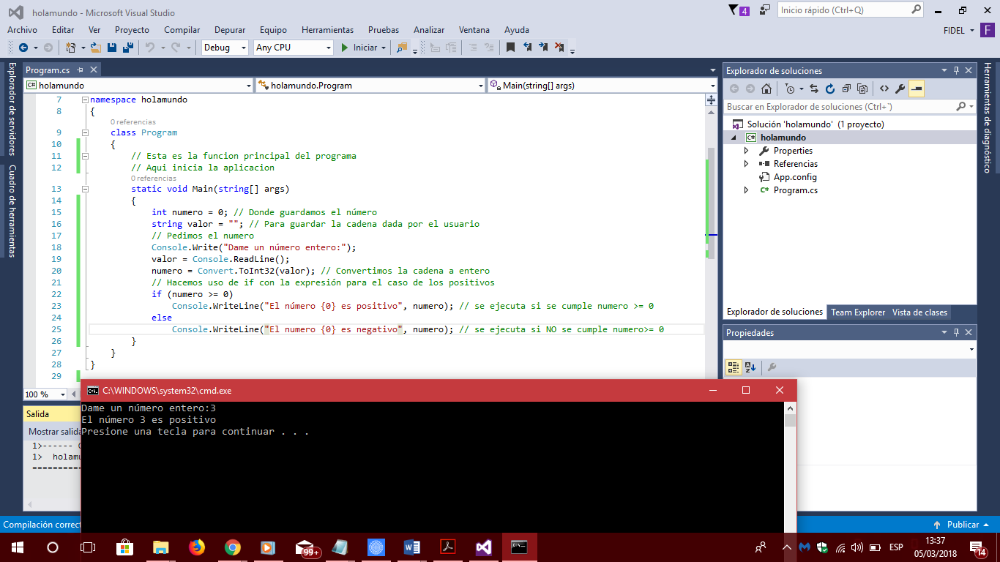 holamundo - Microsoft Visual Studio
4
Inicio rápido (Ctrl+Q)
Archivo Editar Ver Proyecto Compilar Depurar Equipo Herramientas Pruebas Analizar Ventana Ayuda
FIDEL F
Debug Any CPU Iniciar
Explorador de servidores
Cuadro de herramientas
Program.cs
C# holamundo holamundo.Program Main(string[] args)
7 namespace holamundo
8 {
0 referencias
9 class Program
10 {
11 // Esta es la funcion principal del programa
12 // Aqui inicia la aplicacion
0 referencias
13 static void Main(string[] args)
14 {
15 int numero = 0; // Donde guardamos el número
16 string valor = ""; // Para guardar la cadena dada por el usuario
17 // Pedimos el numero
18 Console.Write("Dame un número entero:");
19 valor = Console.ReadLine();
20 numero = Convert.ToInt32(valor); // Convertimos la cadena a entero
21 // Hacemos uso de if con la expresión para el caso de los positivos
22 if (numero >= 0)
23 Console.WriteLine("El número {0} es positivo", numero); // se ejecuta si se cumple numero >= 0
24 else
25 Console.WriteLine("El numero {0} es negativo", numero); // se ejecuta si NO se cumple numero>= 0
26 }
27 }
28 }
29
100 %
Explorador de soluciones
Buscar en Explorador de soluciones (Ctrl+`)
Solución 'holamundo' (1 proyecto)
C# holamundo
Properties
Referencias
App.config
C# Program.cs
Explorador de soluciones Team Explorer Vista de clases
Propiedades
Herramientas de diagnóstico
Salida
Mostrar salida
1>------ C
1> holamu
===========
C:\WINDOWS\system32\cmd.exe
Dame un número entero:3
El número 3 es positivo
Presione una tecla para continuar . . .
Compilación correct
Publicar
99+
ESP
13:37
05/03/2018
14